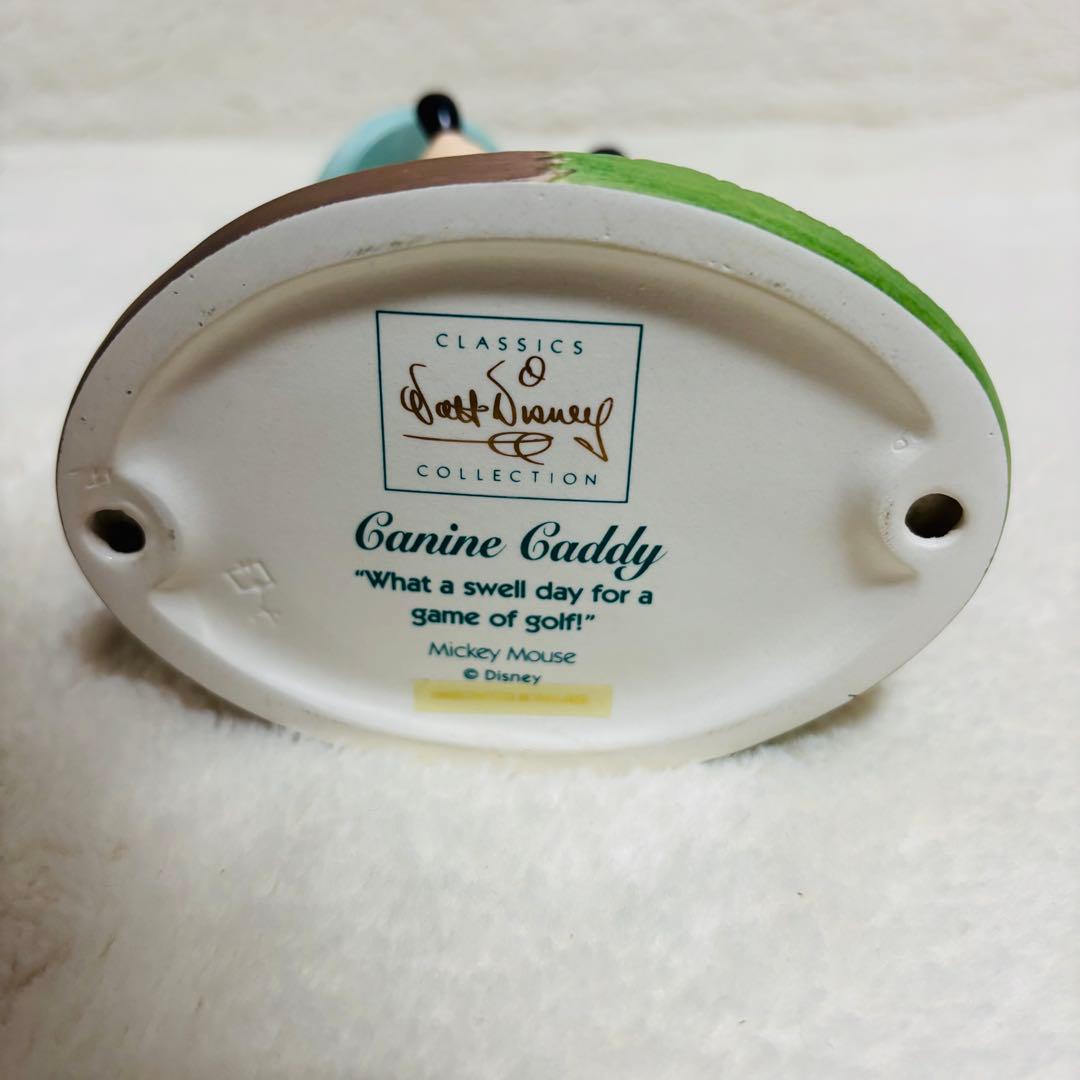 CLASSICS
Walt Disney
COLLECTION
Canine Caddy
“What a swell day for a
game of golf!”
Mickey Mouse
© Disney